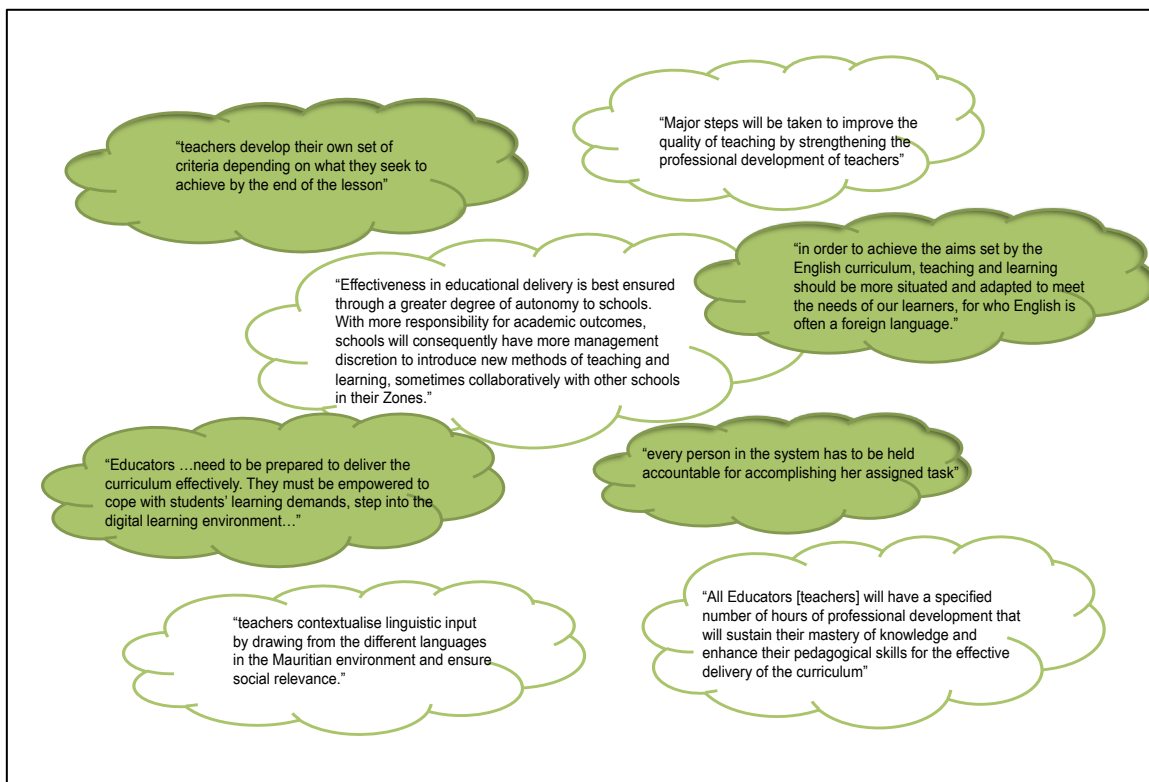 “teachers develop their own set of
criteria depending on what they seek to
achieve by the end of the lesson”
“Major steps will be taken to improve the
quality of teaching by strengthening the
professional development of teachers”
“Effectiveness in educational delivery is best ensured
through a greater degree of autonomy to schools.
With more responsibility for academic outcomes,
schools will consequently have more management
discretion to introduce new methods of teaching and
learning, sometimes collaboratively with other schools
in their Zones.”
“in order to achieve the aims set by the
English curriculum, teaching and learning
should be more situated and adapted to meet
the needs of our learners, for who English is
often a foreign language.”
“Educators …need to be prepared to deliver the
curriculum effectively. They must be empowered to
cope with students’ learning demands, step into the
digital learning environment…”
“every person in the system has to be held
accountable for accomplishing her assigned task”
“teachers contextualise linguistic input
by drawing from the different languages
in the Mauritian environment and ensure
social relevance.”
“All Educators [teachers] will have a specified
number of hours of professional development that
will sustain their mastery of knowledge and
enhance their pedagogical skills for the effective
delivery of the curriculum”